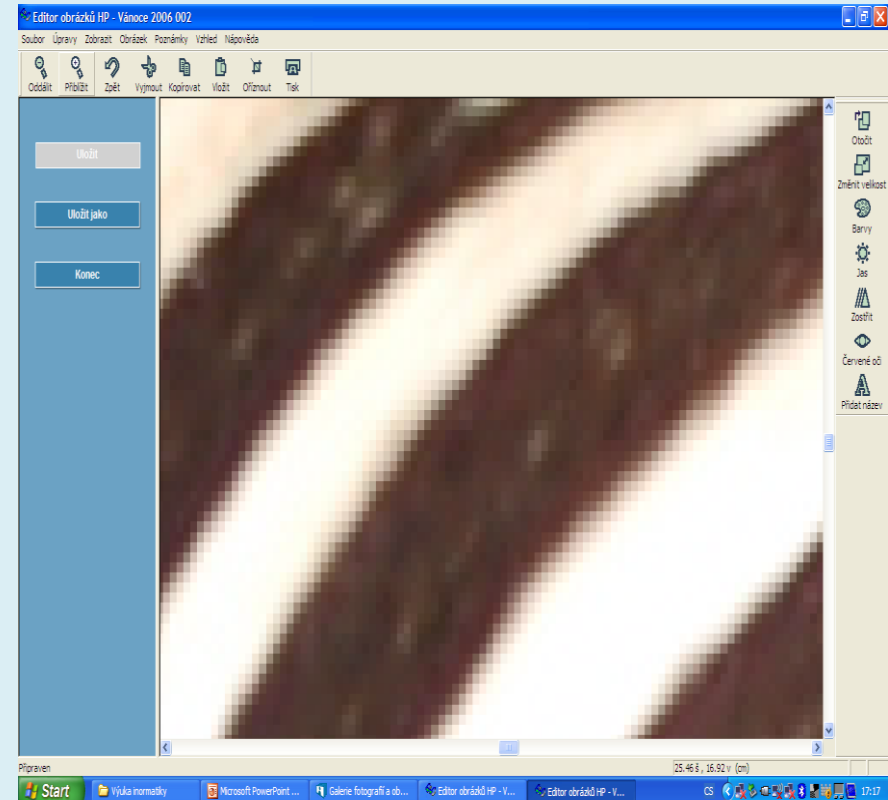 Editor obrázků HP - Vánoce 2006 002
Soubor Úpravy Zobrazit Obrázek Poznámky Vzhled Nápověda
Oddálit Přiblížit Zpět Vyjmout Kopírovat Vložit Oříznout Tisk
Uložit
Uložit jako
Konec
Otočit
Změnit velikost
Barvy
Jas
Zostřit
Červené oči
Přidat název
Připraven
25.46 š , 16.92 v (cm)
Start
Výuka inormatiky
Microsoft PowerPoint ...
Galerie fotografií a ob...
Editor obrázků HP - V...
Editor obrázků HP - V...
CS
17:17